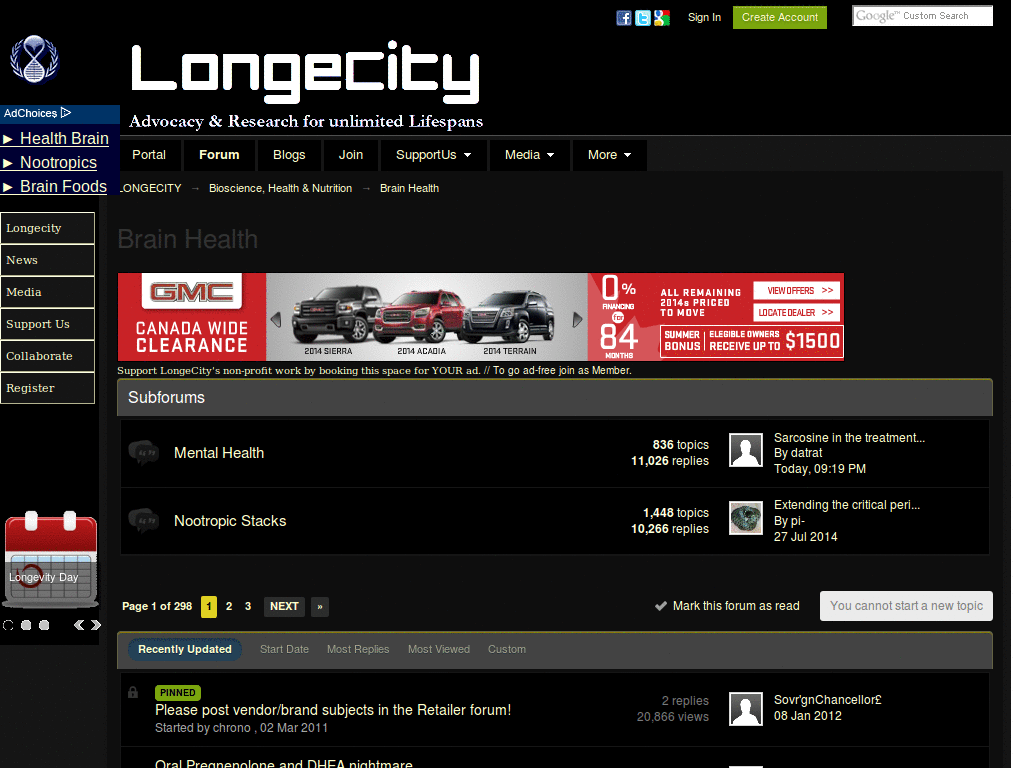 Sign In
Create Account
Google™ Custom Search
LongeCity
Advocacy & Research for unlimited Lifespans
AdChoices
► Health Brain
► Nootropics
► Brain Foods
Portal
Forum
Blogs
Join
SupportUs
Media
More
LONGECITY → Bioscience, Health & Nutrition → Brain Health
Longecity
News
Media
Support Us
Collaborate
Register
Longevity Day
Brain Health
GMC
CANADA WIDE
CLEARANCE
2014 SIERRA
2014 ACADIA
2014 TERRAIN
0%
FINANCING
for
84
MONTHS
ALL REMAINING
2014s PRICED
TO MOVE
VIEW OFFERS >>
LOCATE DEALER >>
SUMMER
BONUS
ELIGIBLE OWNERS
RECEIVE UP TO
$1500
Support LongeCity's non-profit work by booking this space for YOUR ad. // To go ad-free join as Member.
Subforums
Mental Health
836 topics
11,026 replies
Sarcosine in the treatment...
By datrat
Today, 09:19 PM
Nootropic Stacks
1,448 topics
10,266 replies
Extending the critical peri...
By pi-
27 Jul 2014
Page 1 of 298 1 2 3 NEXT »
Mark this forum as read
You cannot start a new topic
Recently Updated
Start Date
Most Replies
Most Viewed
Custom
PINNED
Please post vendor/brand subjects in the Retailer forum!
Started by chrono , 02 Mar 2011
2 replies
20,866 views
Sovr'gnChancellor£
08 Jan 2012
Oral Pregnenolone and DHEA nightmare